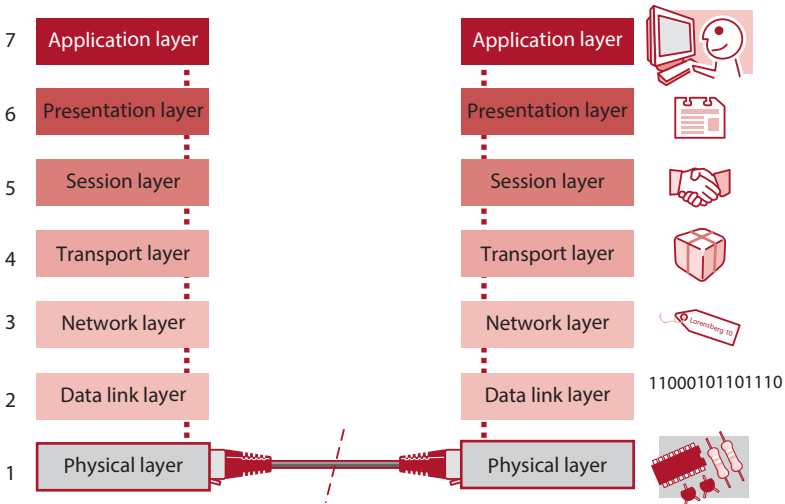 7 Application layer Application layer
6 Presentation layer Presentation layer
5 Session layer Session layer
4 Transport layer Transport layer
3 Network layer Network layer Lorensberg 10
2 Data link layer Data link layer 11000101101110
1 Physical layer Physical layer